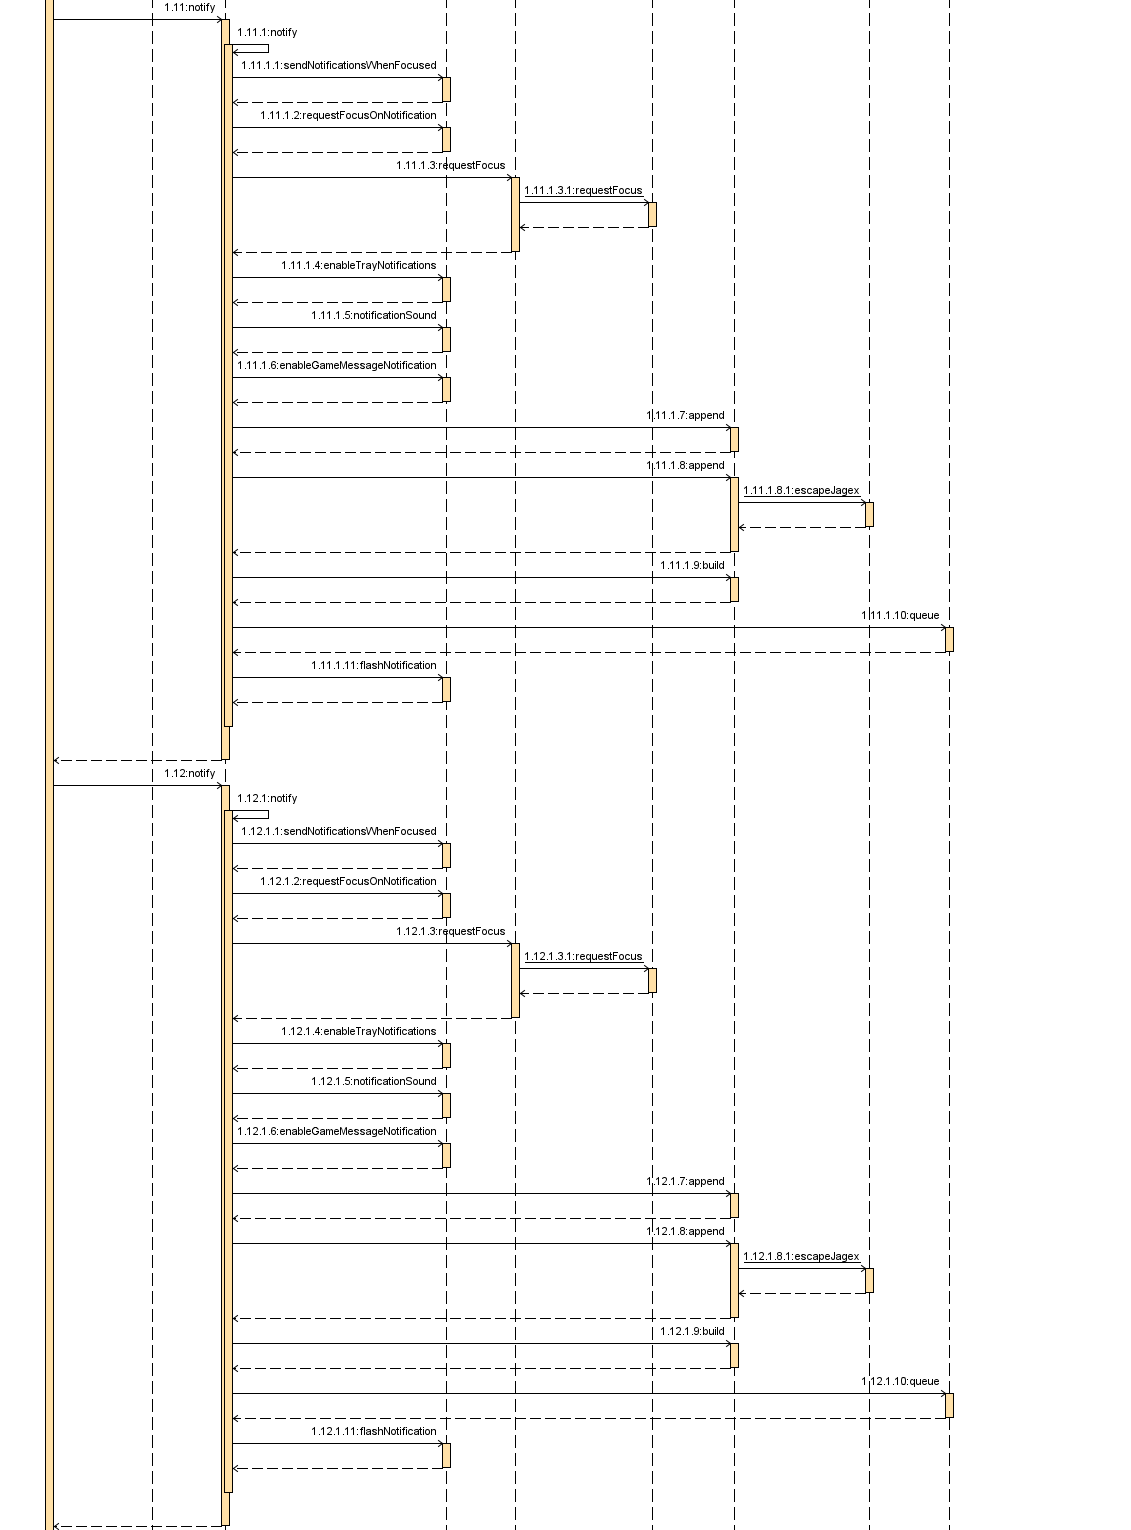 1.11:notify
1.11.1:notify
1.11.1.1:sendNotificationsWhenFocused
1.11.1.2:requestFocusOnNotification
1.11.1.3:requestFocus
1.11.1.3.1:requestFocus
1.11.1.4:enableTrayNotifications
1.11.1.5:notificationSound
1.11.1.6:enableGameMessageNotification
1.11.1.7:append
1.11.1.8:append
1.11.1.8.1:escapeJagex
1.11.1.9:build
1.11.1.10:queue
1.11.1.11:flashNotification
1.12:notify
1.12.1:notify
1.12.1.1:sendNotificationsWhenFocused
1.12.1.2:requestFocusOnNotification
1.12.1.3:requestFocus
1.12.1.3.1:requestFocus
1.12.1.4:enableTrayNotifications
1.12.1.5:notificationSound
1.12.1.6:enableGameMessageNotification
1.12.1.7:append
1.12.1.8:append
1.12.1.8.1:escapeJagex
1.12.1.9:build
1.12.1.10:queue
1.12.1.11:flashNotification